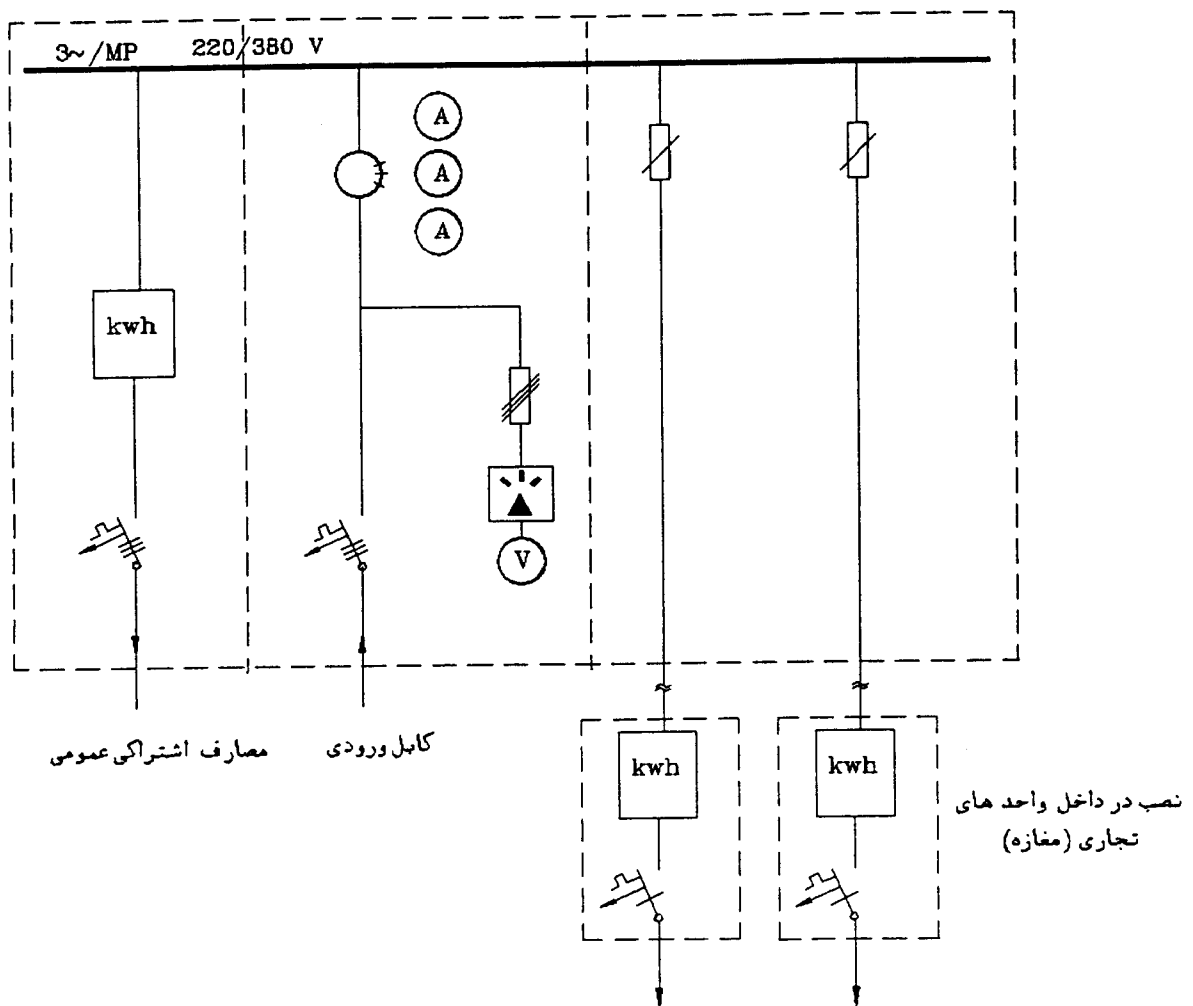 3~/MP 220/380 V
A
A
A
kwh
V
مصارف اشتراکی عمومی
کابل ورودی
kwh
kwh
نصب در داخل واحد های
تجاری (مغازه)